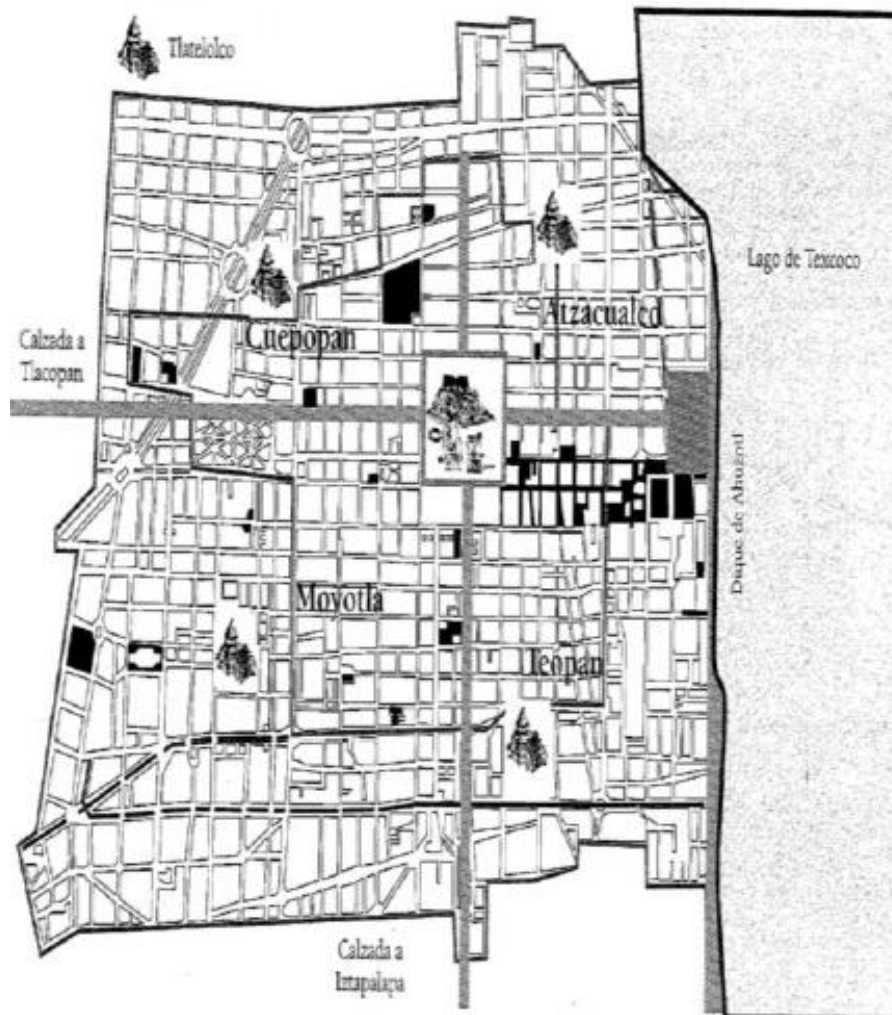 Tlatelolco
Lago de Texcoco
Atzacualco
Cuepopan
Calzada a
Tlacopan
Dique de Ahuizotl
Moyotla
Teopan
Calzada a
Iztapalapa